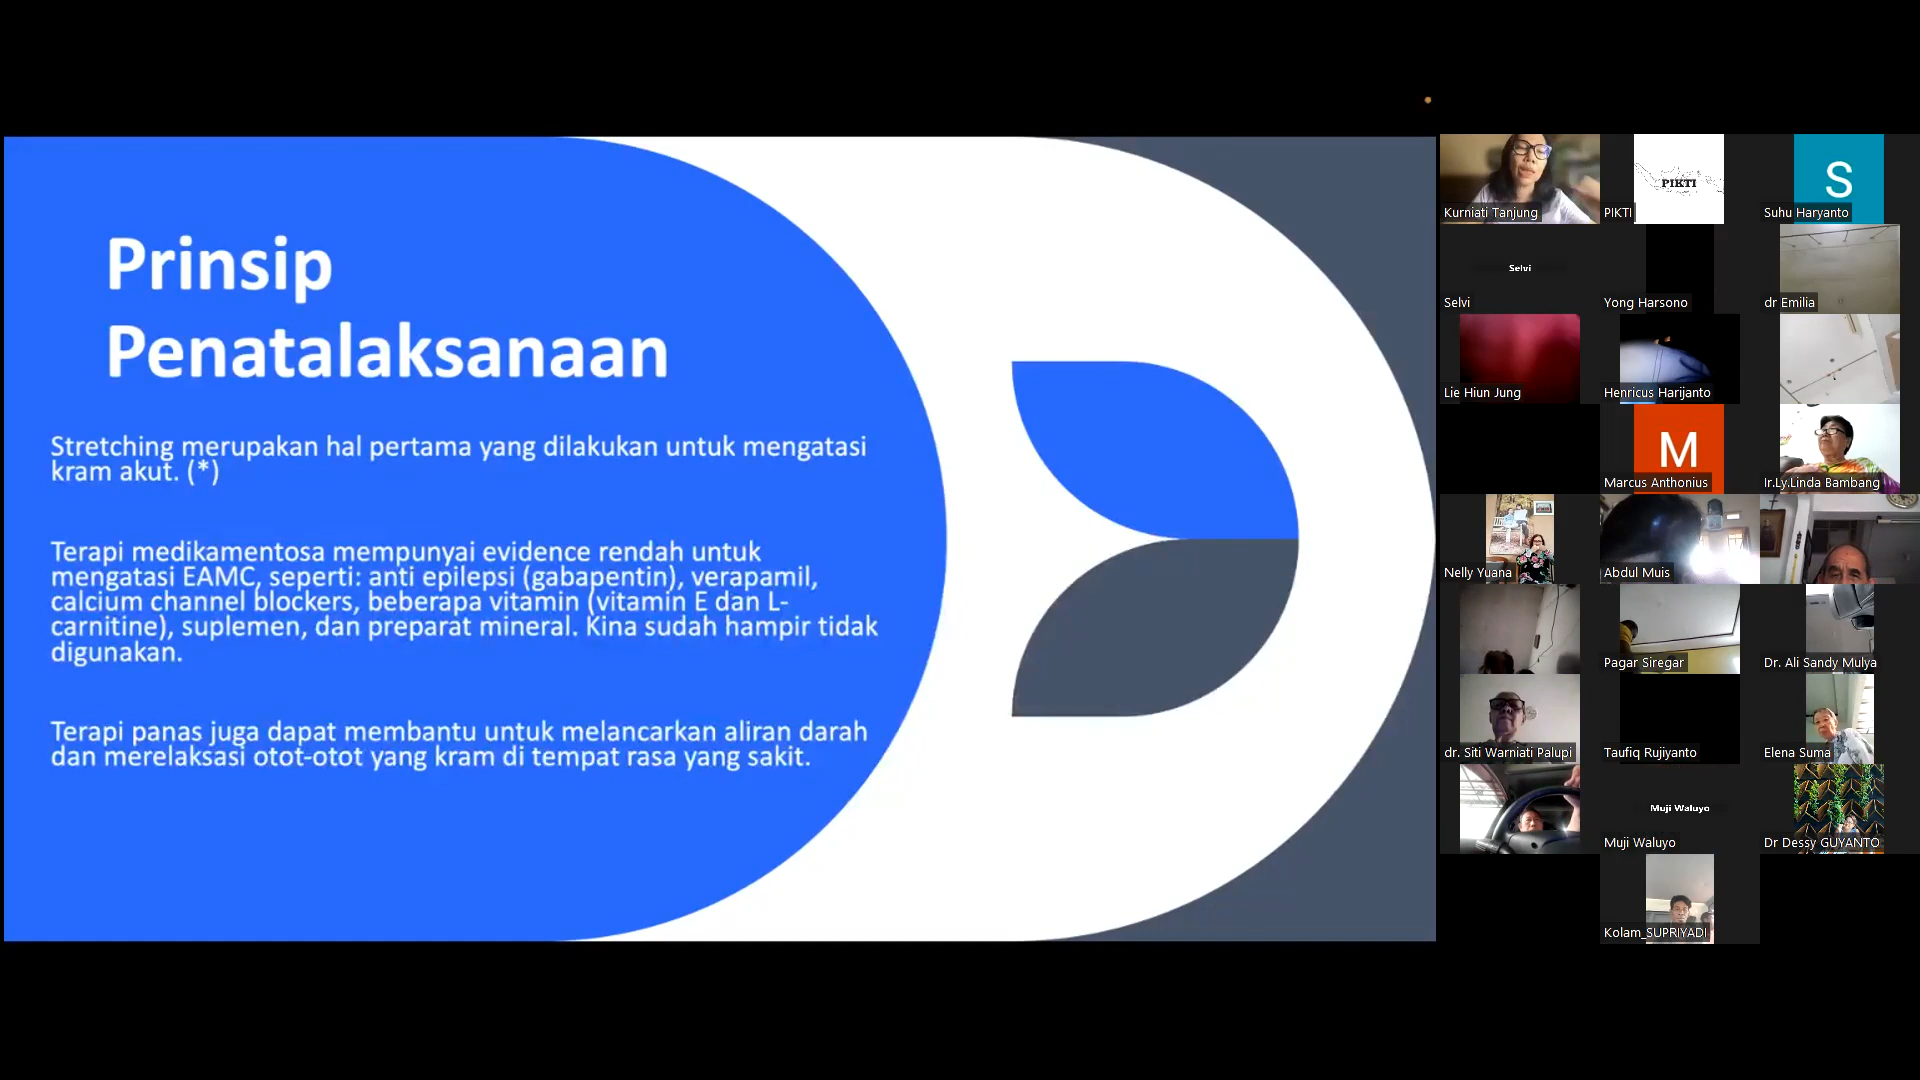 Prinsip
Penatalaksanaan
Stretching merupakan hal pertama yang dilakukan untuk mengatasi
kram akut. (*)
Terapi medikamentosa mempunyai evidence rendah untuk
mengatasi EAMC, seperti: anti epilepsi (gabapentin), verapamil,
calcium channel blockers, beberapa vitamin (vitamin E dan L-
carnitine), suplemen, dan preparat mineral. Kina sudah hampir tidak
digunakan.
Terapi panas juga dapat membantu untuk melancarkan aliran darah
dan merelaksasi otot-otot yang kram di tempat rasa yang sakit.
Kurniati Tanjung
PIKTI
PIKTI
S
Suhu Haryanto
Selvi
Selvi
Yong Harsono
dr Emilia
Lie Hiun Jung
Henricus Harijanto
M
Marcus Anthonius
Ir.Ly.Linda Bambang
Nelly Yuana
Abdul Muis
Pagar Siregar
Dr. Ali Sandy Mulya
dr. Siti Warniati Palupi
Taufiq Rujiyanto
Elena Suma
Muji Waluyo
Muji Waluyo
Dr Dessy GUYANTO
Kolam_SUPRIYADI